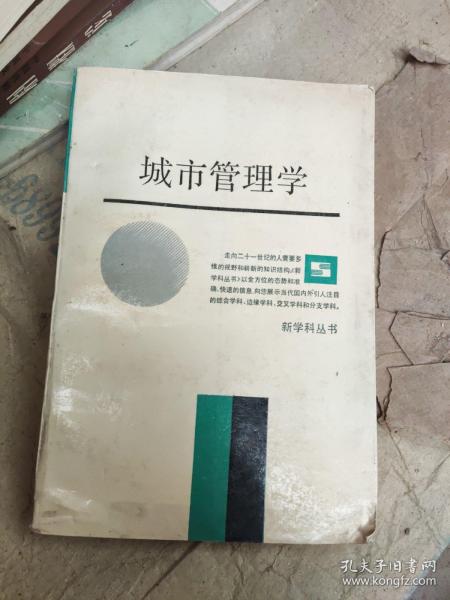 城市管理学
走向二十一世纪的人需要多
维的视野和崭新的知识结构。《新
学科丛书》以全方位的态势和准
确、快速的信息，向您展示当代国内外引人注目
的综合学科、边缘学科、交叉学科和分支学科。
新学科丛书
孔夫子旧书网
www.kongfz.com